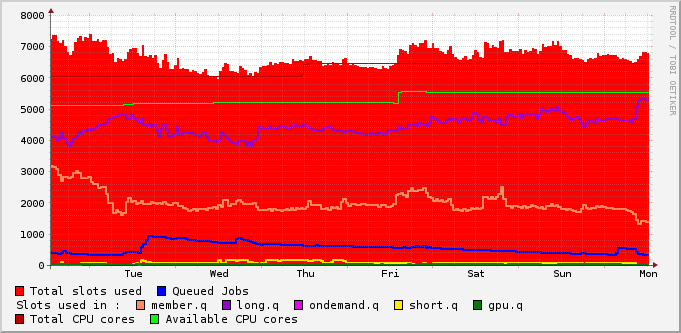 RRDTOOL / TOBI OETIKER
8000
7000
6000
5000
4000
3000
2000
1000
0
Tue Wed Thu Fri Sat Sun Mon
Total slots used Queued Jobs
Slots used in : member.q long.q ondemand.q short.q gpu.q
Total CPU cores Available CPU cores